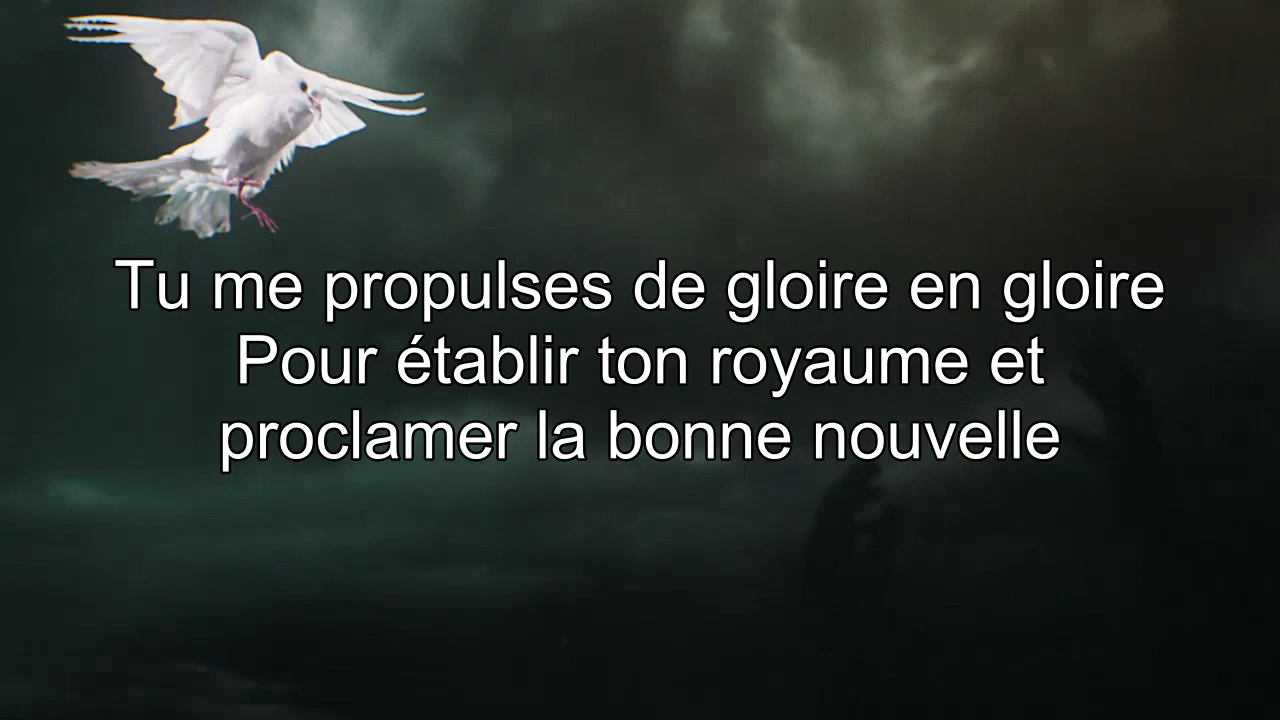 Tu me propulses de gloire en gloire
Pour établir ton royaume et
proclamer la bonne nouvelle